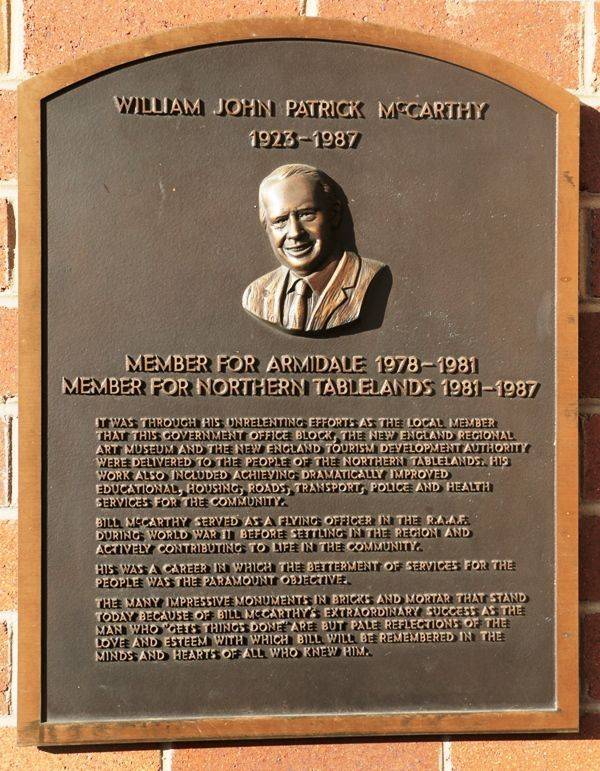 WILLIAM JOHN PATRICK McCARTHY
1923-1987
MEMBER FOR ARMIDALE 1978-1981
MEMBER FOR NORTHERN TABLELANDS 1981-1987
IT WAS THROUGH HIS UNRELENTING EFFORTS AS THE LOCAL MEMBER
THAT THIS GOVERNMENT OFFICE BLOCK, THE NEW ENGLAND REGIONAL
ART MUSEUM AND THE NEW ENGLAND TOURISM DEVELOPMENT AUTHORITY
WERE DELIVERED TO THE PEOPLE OF THE NORTHERN TABLELANDS. HIS
WORK ALSO INCLUDED ACHIEVING DRAMATICALLY IMPROVED
EDUCATIONAL, HOUSING, ROADS, TRANSPORT, POLICE AND HEALTH
SERVICES FOR THE COMMUNITY.
BILL McCARTHY SERVED AS A FLYING OFFICER IN THE R.A.A.F.
DURING WORLD WAR II BEFORE SETTLING IN THE REGION AND
ACTIVELY CONTRIBUTING TO LIFE IN THE COMMUNITY.
HIS WAS A CAREER IN WHICH THE BETTERMENT OF SERVICES FOR THE
PEOPLE WAS THE PARAMOUNT OBJECTIVE.
THE MANY IMPRESSIVE MONUMENTS IN BRICKS AND MORTAR THAT STAND
TODAY BECAUSE OF BILL McCARTHY'S EXTRAORDINARY SUCCESS AS THE
MAN WHO "GETS THINGS DONE" ARE BUT PALE REFLECTIONS OF THE
LOVE AND ESTEEM WITH WHICH BILL WILL BE REMEMBERED IN THE
MINDS AND HEARTS OF ALL WHO KNEW HIM.